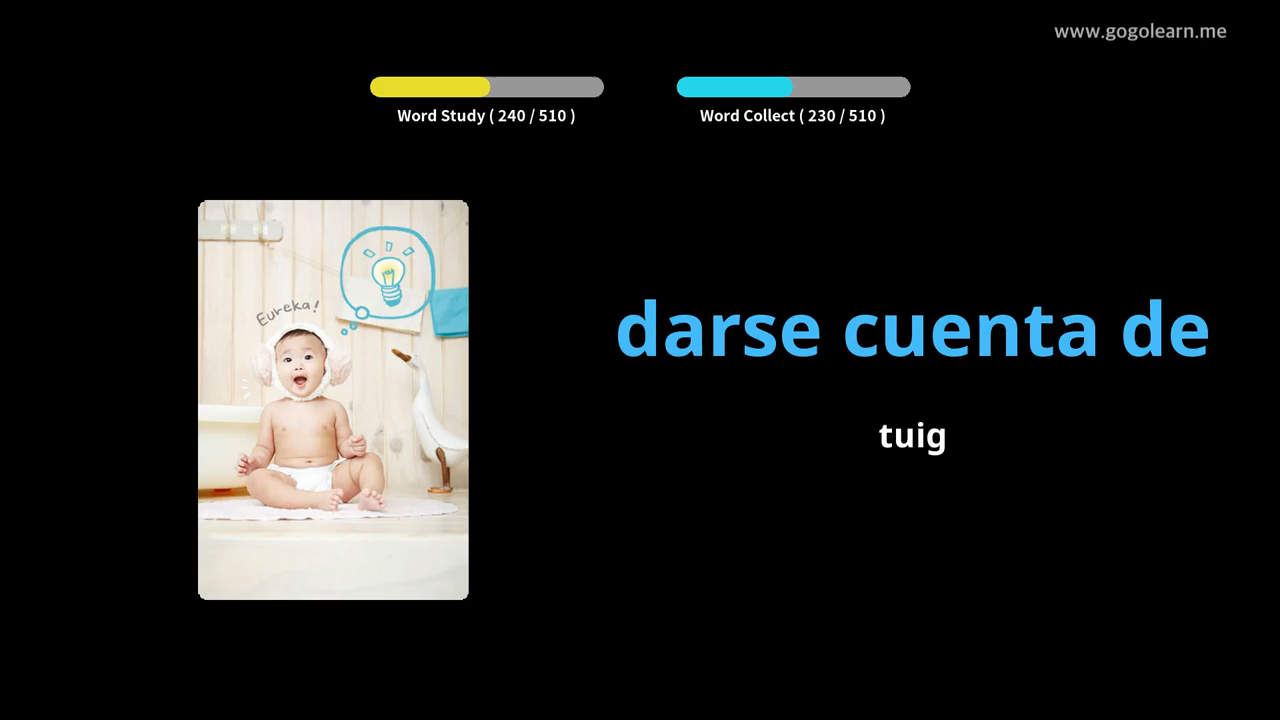 www.gogolearn.me
Word Study ( 240 / 510 )
Word Collect ( 230 / 510 )
Eureka!
darse cuenta de
tuig